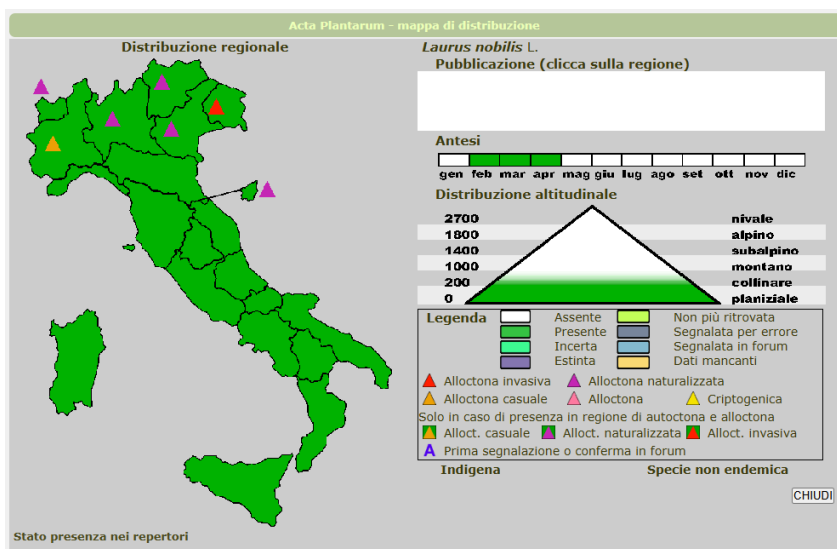 Acta Plantarum - mappa di distribuzione
Distribuzione regionale
Laurus nobilis L.
Pubblicazione (clicca sulla regione)
Antesi
gen feb mar apr mag giu lug ago set ott nov dic
Distribuzione altitudinale
2700 nivale
1800 alpino
1400 subalpino
1000 montano
200 collinare
0 planiziale
Legenda
Assente Non più ritrovata
Presente Segnalata per errore
Incerta Segnalata in forum
Estinta Dati mancanti
Alloctona invasiva Alloctona naturalizzata
Alloctona casuale Alloctona Criptogenica
Solo in caso di presenza in regione di autoctona e alloctona
Alloct. casuale Alloct. naturalizzata Alloct. invasiva
A Prima segnalazione o conferma in forum
Indigena Specie non endemica
CHIUDI
Stato presenza nei repertori